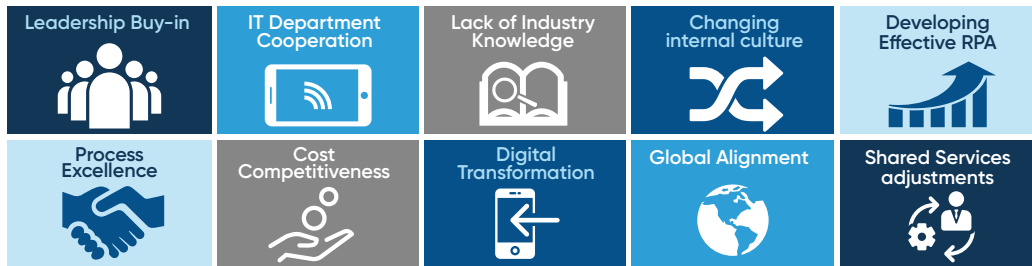 Leadership Buy-in
IT Department
Cooperation
Lack of Industry
Knowledge
Changing
internal culture
Developing
Effective RPA
Process
Excellence
Cost
Competitiveness
Digital
Transformation
Global Alignment
Shared Services
adjustments